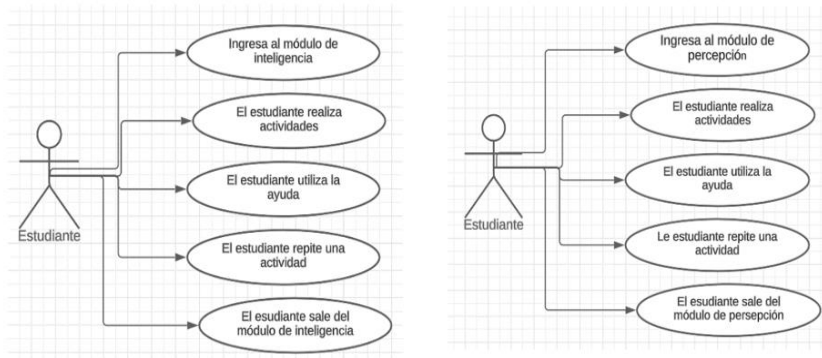 Ingresa al módulo de
inteligencia
El estudiante realiza
actividades
El estudiante utiliza la
ayuda
Estudiante
El estudiante repite una
actividad
El esudiante sale del
módulo de inteligencia
Ingresa al módulo de
percepción
El estudiante realiza
actividades
El estudiante utiliza la
ayuda
Estudiante
Le estudiante repite una
actividad
El esudiante sale del
módulo de persepción